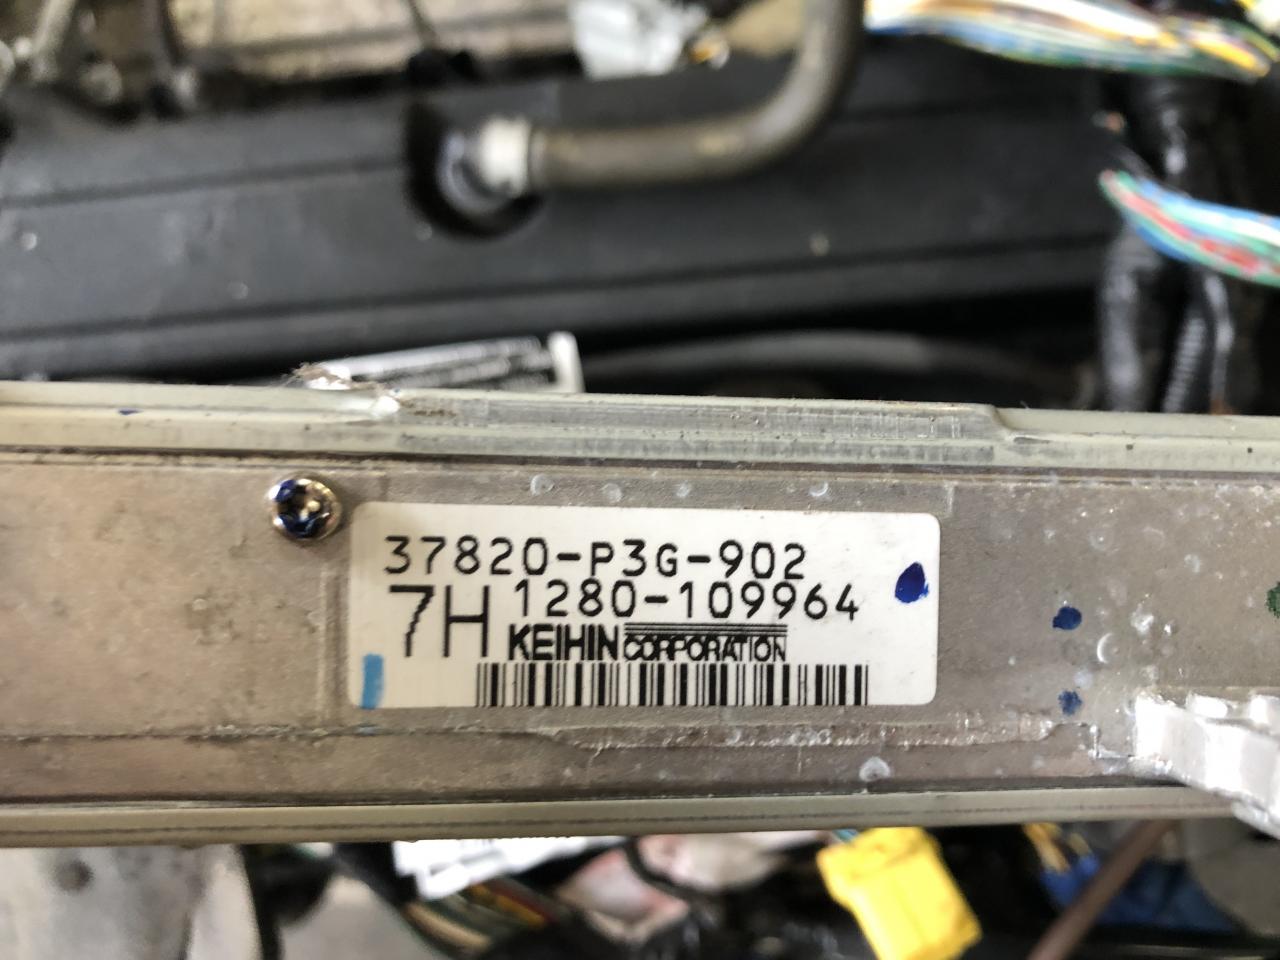 37820-P3G-902
7H 1280-109964
KEIHIN CORPORATION